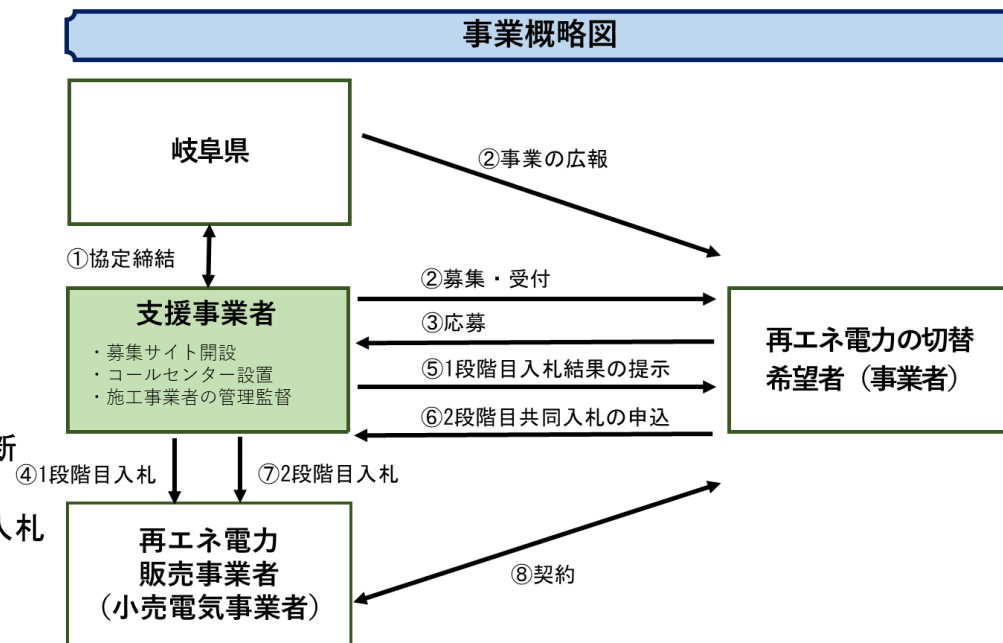 事業概略図
岐阜県
②事業の広報
①協定締結
支援事業者
・募集サイト開設
・コールセンター設置
・施工事業者の管理監督
②募集・受付
③応募
⑤1段階目入札結果の提示
⑥2段階目共同入札の申込
再エネ電力の切替
希望者（事業者）
断
④1段階目入札
⑦2段階目入札
入札
再エネ電力
販売事業者
（小売電気事業者）
⑧契約